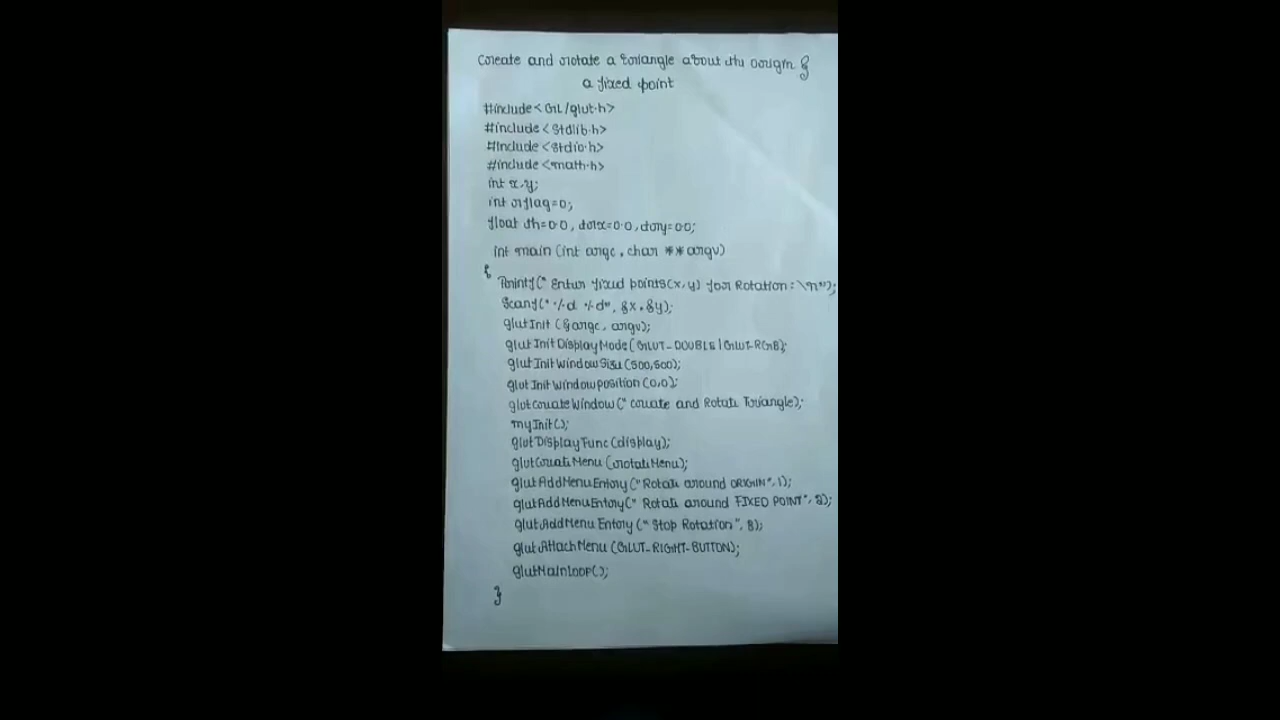 Create and rotate a triangle about the origin &
a fixed point
#include<GL/glut.h>
#include<stdlib.h>
#include<stdio.h>
#include<math.h>
int x,y;
int rflag=0;
float th=0.0, trx=0.0, try=0.0;
int main (int argc, char **argv)
{
Printf(" Enter fixed points(x,y) for Rotation: \n");
Scanf("%d %d", &x,&y);
glutInit (&argc, argv);
glutInitDisplayMode(GLUT_DOUBLE|GLUT_RGB);
glutInitWindowSize(500,500);
glutInitWindowposition(0,0);
glutCreateWindow(" create and Rotate Triangle);
myInit();
glutDisplayFunc(display);
glutCreateMenu(rotateMenu);
glutAddMenuEntry("Rotate around ORIGIN",1);
glutAddMenuEntry(" Rotate around FIXED POINT", 2);
glutAddMenuEntry(" Stop Rotation", 3);
glutAttachMenu(GLUT_RIGHT_BUTTON);
glutMainLoop();
}